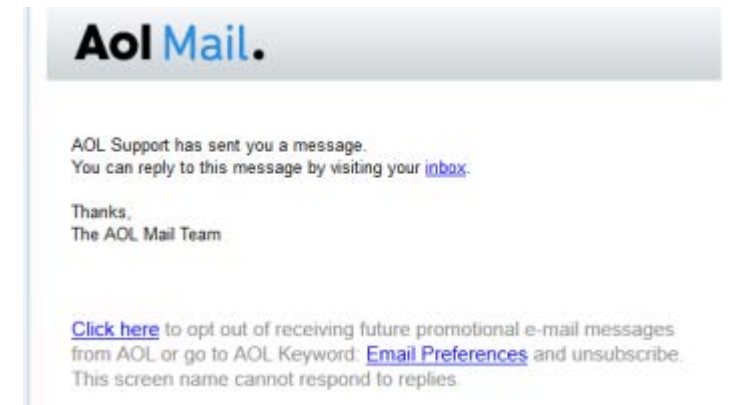 Aol Mail.
AOL Support has sent you a message.
You can reply to this message by visiting your inbox.
Thanks,
The AOL Mail Team
Click here to opt out of receiving future promotional e-mail messages
from AOL or go to AOL Keyword: Email Preferences and unsubscribe.
This screen name cannot respond to replies.